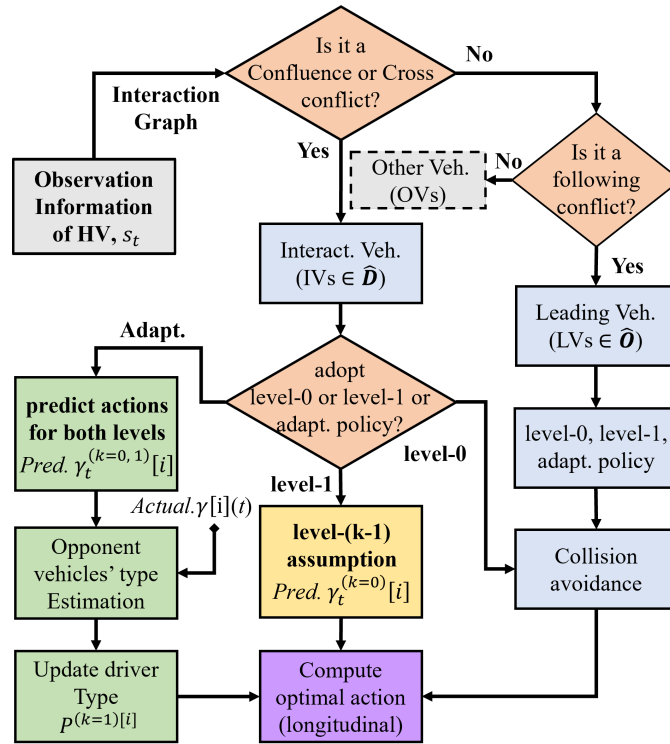 Is it a
Confluence or Cross
conflict?
No
Interaction
Graph
Yes
Other Veh.
(OVs)
No
Is it a
following
conflict?
Observation
Information
of HV, s_t
Interact. Veh.
(IVs ∈ D̂)
Yes
Leading Veh.
(LVs ∈ Ô)
Adapt.
adopt
level-0 or level-1 or
adapt. policy?
predict actions
for both levels
Pred. γ_t^(k=0, 1)[i]
level-0
level-0, level-1,
adapt. policy
level-1
Actual.γ[i](t)
level-(k-1)
assumption
Pred. γ_t^(k=0)[i]
Opponent
vehicles' type
Estimation
Collision
avoidance
Update driver
Type
P^(k=1)[i]
Compute
optimal action
(longitudinal)